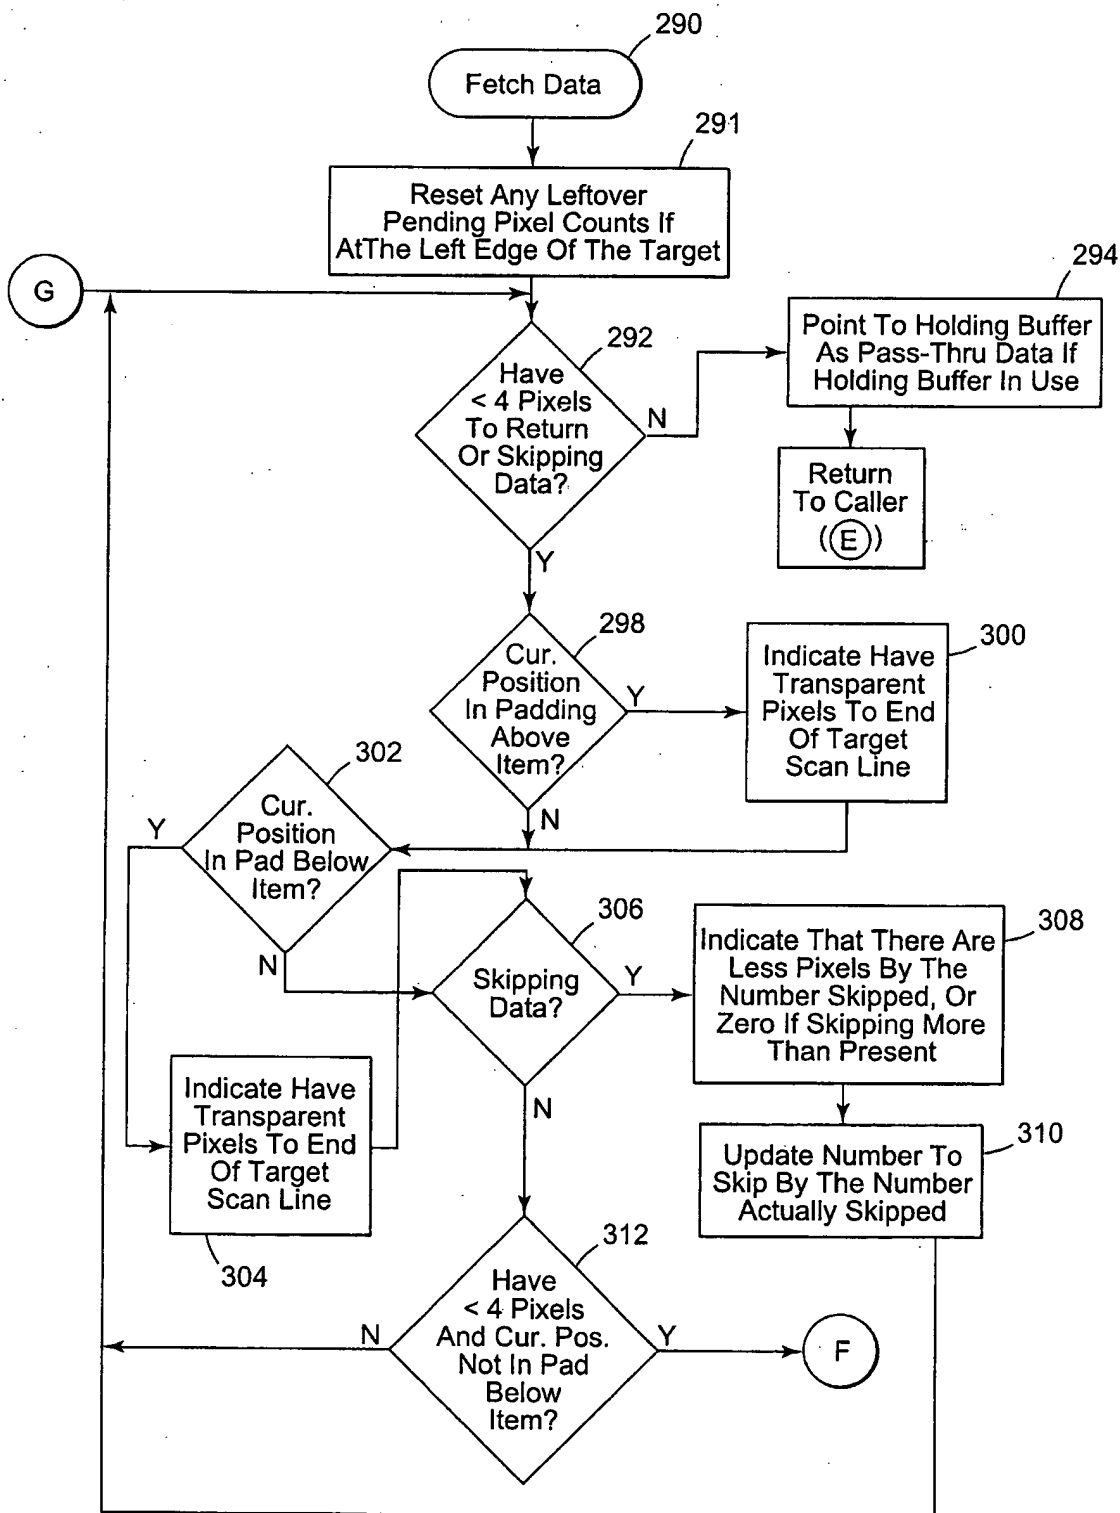 290
Fetch Data
291
Reset Any Leftover
Pending Pixel Counts If
AtThe Left Edge Of The Target
G
294
Point To Holding Buffer
As Pass-Thru Data If
Holding Buffer In Use
292
Have
< 4 Pixels
To Return
Or Skipping
Data?
N
Return
To Caller
((E))
Y
298
Cur.
Position
In Padding
Above
Item?
Y
300
Indicate Have
Transparent
Pixels To End
Of Target
Scan Line
N
302
Cur.
Position
In Pad Below
Item?
Y
N
306
Skipping
Data?
Y
308
Indicate That There Are
Less Pixels By The
Number Skipped, Or
Zero If Skipping More
Than Present
N
Indicate Have
Transparent
Pixels To End
Of Target
Scan Line
304
310
Update Number To
Skip By The Number
Actually Skipped
312
Have
< 4 Pixels
And Cur. Pos.
Not In Pad
Below
Item?
N
Y
F